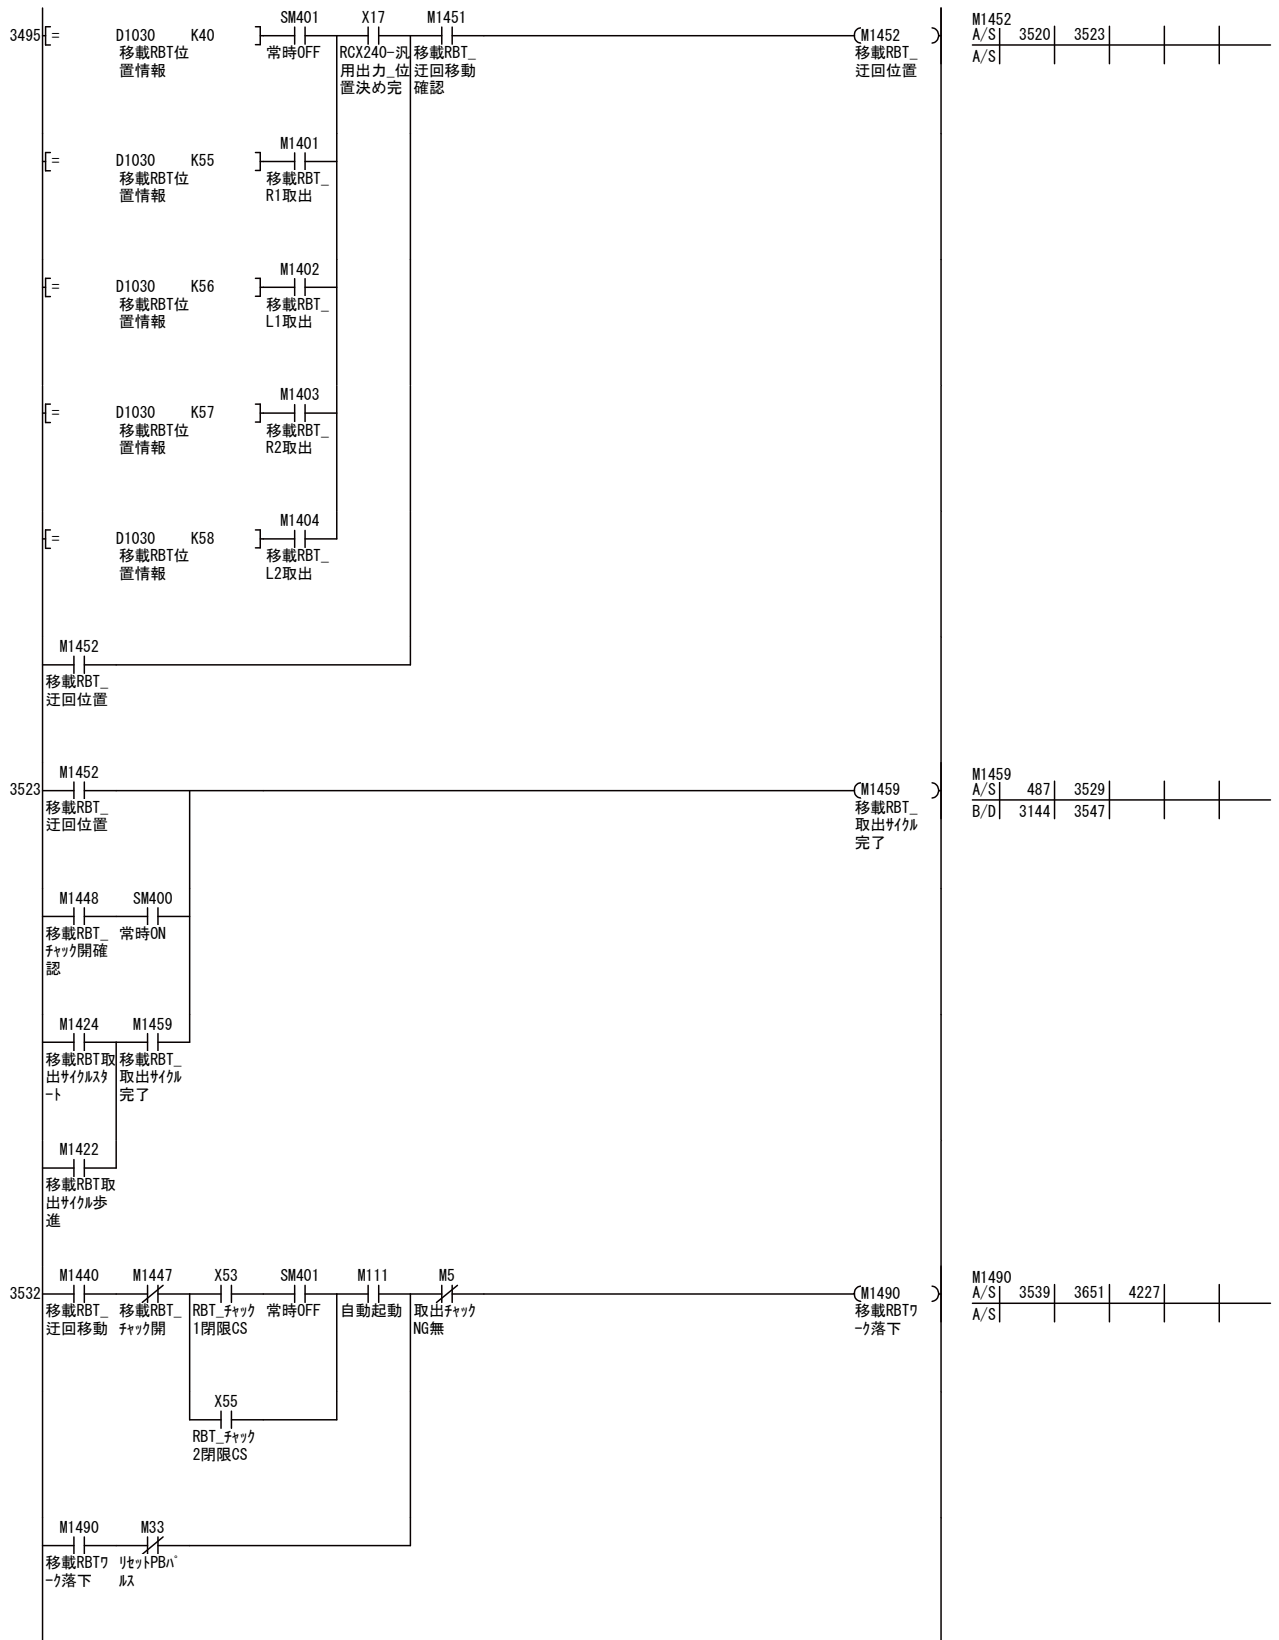 SM401 X17 M1451 M1452
3495 [= D1030 K40 ] (M1452 ) A/S 3520 3523
移載RBT位 常時OFF RCX240-汎 移載RBT_ 移載RBT_ A/S
置情報 用出力_位 迂回移動 迂回位置
置決め完 確認
M1401
[= D1030 K55 ]
移載RBT位 移載RBT_
置情報 R1取出
M1402
[= D1030 K56 ]
移載RBT位 移載RBT_
置情報 L1取出
M1403
[= D1030 K57 ]
移載RBT位 移載RBT_
置情報 R2取出
M1404
[= D1030 K58 ]
移載RBT位 移載RBT_
置情報 L2取出
M1452
移載RBT_
迂回位置
M1452 M1459
3523 (M1459 ) A/S 487 3529
移載RBT_ 移載RBT_ B/D 3144 3547
迂回位置 取出ｻｲｸﾙ
完了
M1448 SM400
移載RBT_ 常時ON
ﾁｬｯｸ開確
認
M1424 M1459
移載RBT取 移載RBT_
出ｻｲｸﾙｽﾀ 取出ｻｲｸﾙ
ｰﾄ 完了
M1422
移載RBT取
出ｻｲｸﾙ歩
進
M1440 M1447 X53 SM401 M111 M5 M1490
3532 (M1490 ) A/S 3539 3651 4227
移載RBT_ 移載RBT_ RBT_ﾁｬｯｸ 常時OFF 自動起動 取出ﾁｬｯｸ 移載RBTﾜ A/S
迂回移動 ﾁｬｯｸ開 1閉限CS NG無 ｰｸ落下
X55
RBT_ﾁｬｯｸ
2閉限CS
M1490 M33
移載RBTﾜ ﾘｾｯﾄPBﾊﾟ
ｰｸ落下 ﾙｽ